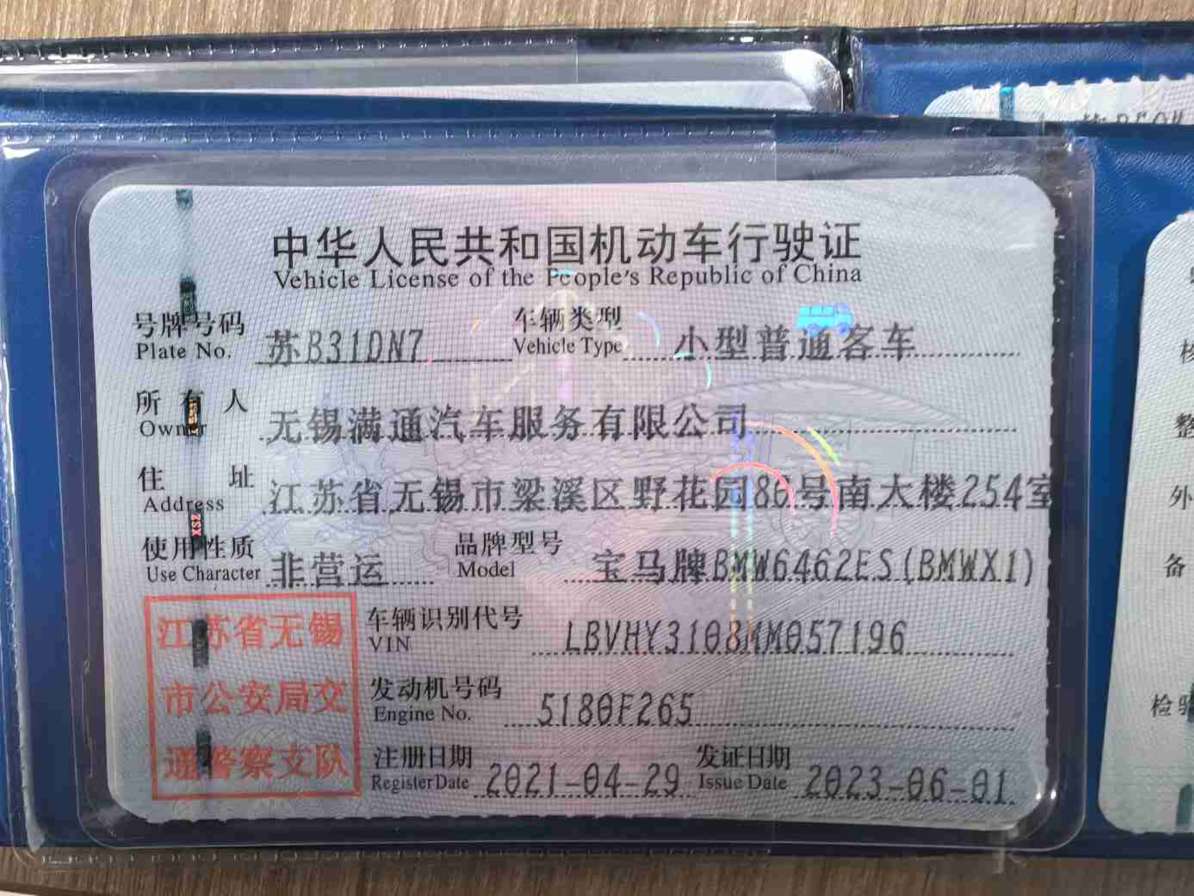 中华人民共和国机动车行驶证
Vehicle License of the People's Republic of China
号牌号码 苏B31DN7 车辆类型 小型普通客车
Plate No. Vehicle Type
所有人 无锡满通汽车服务有限公司
Owner
住址 江苏省无锡市梁溪区野花园80号南大楼254室
Address
使用性质 非营运 品牌型号 宝马牌BMW6462ES(BMWX1)
Use Character Model
江苏省无锡
市公安局交
通警察支队
车辆识别代号 LBVHY3108MM057196
VIN
发动机号码 5180F265
Engine No.
注册日期 2021-04-29 发证日期 2023-06-01
Register Date Issue Date
核
整
外
备
检验